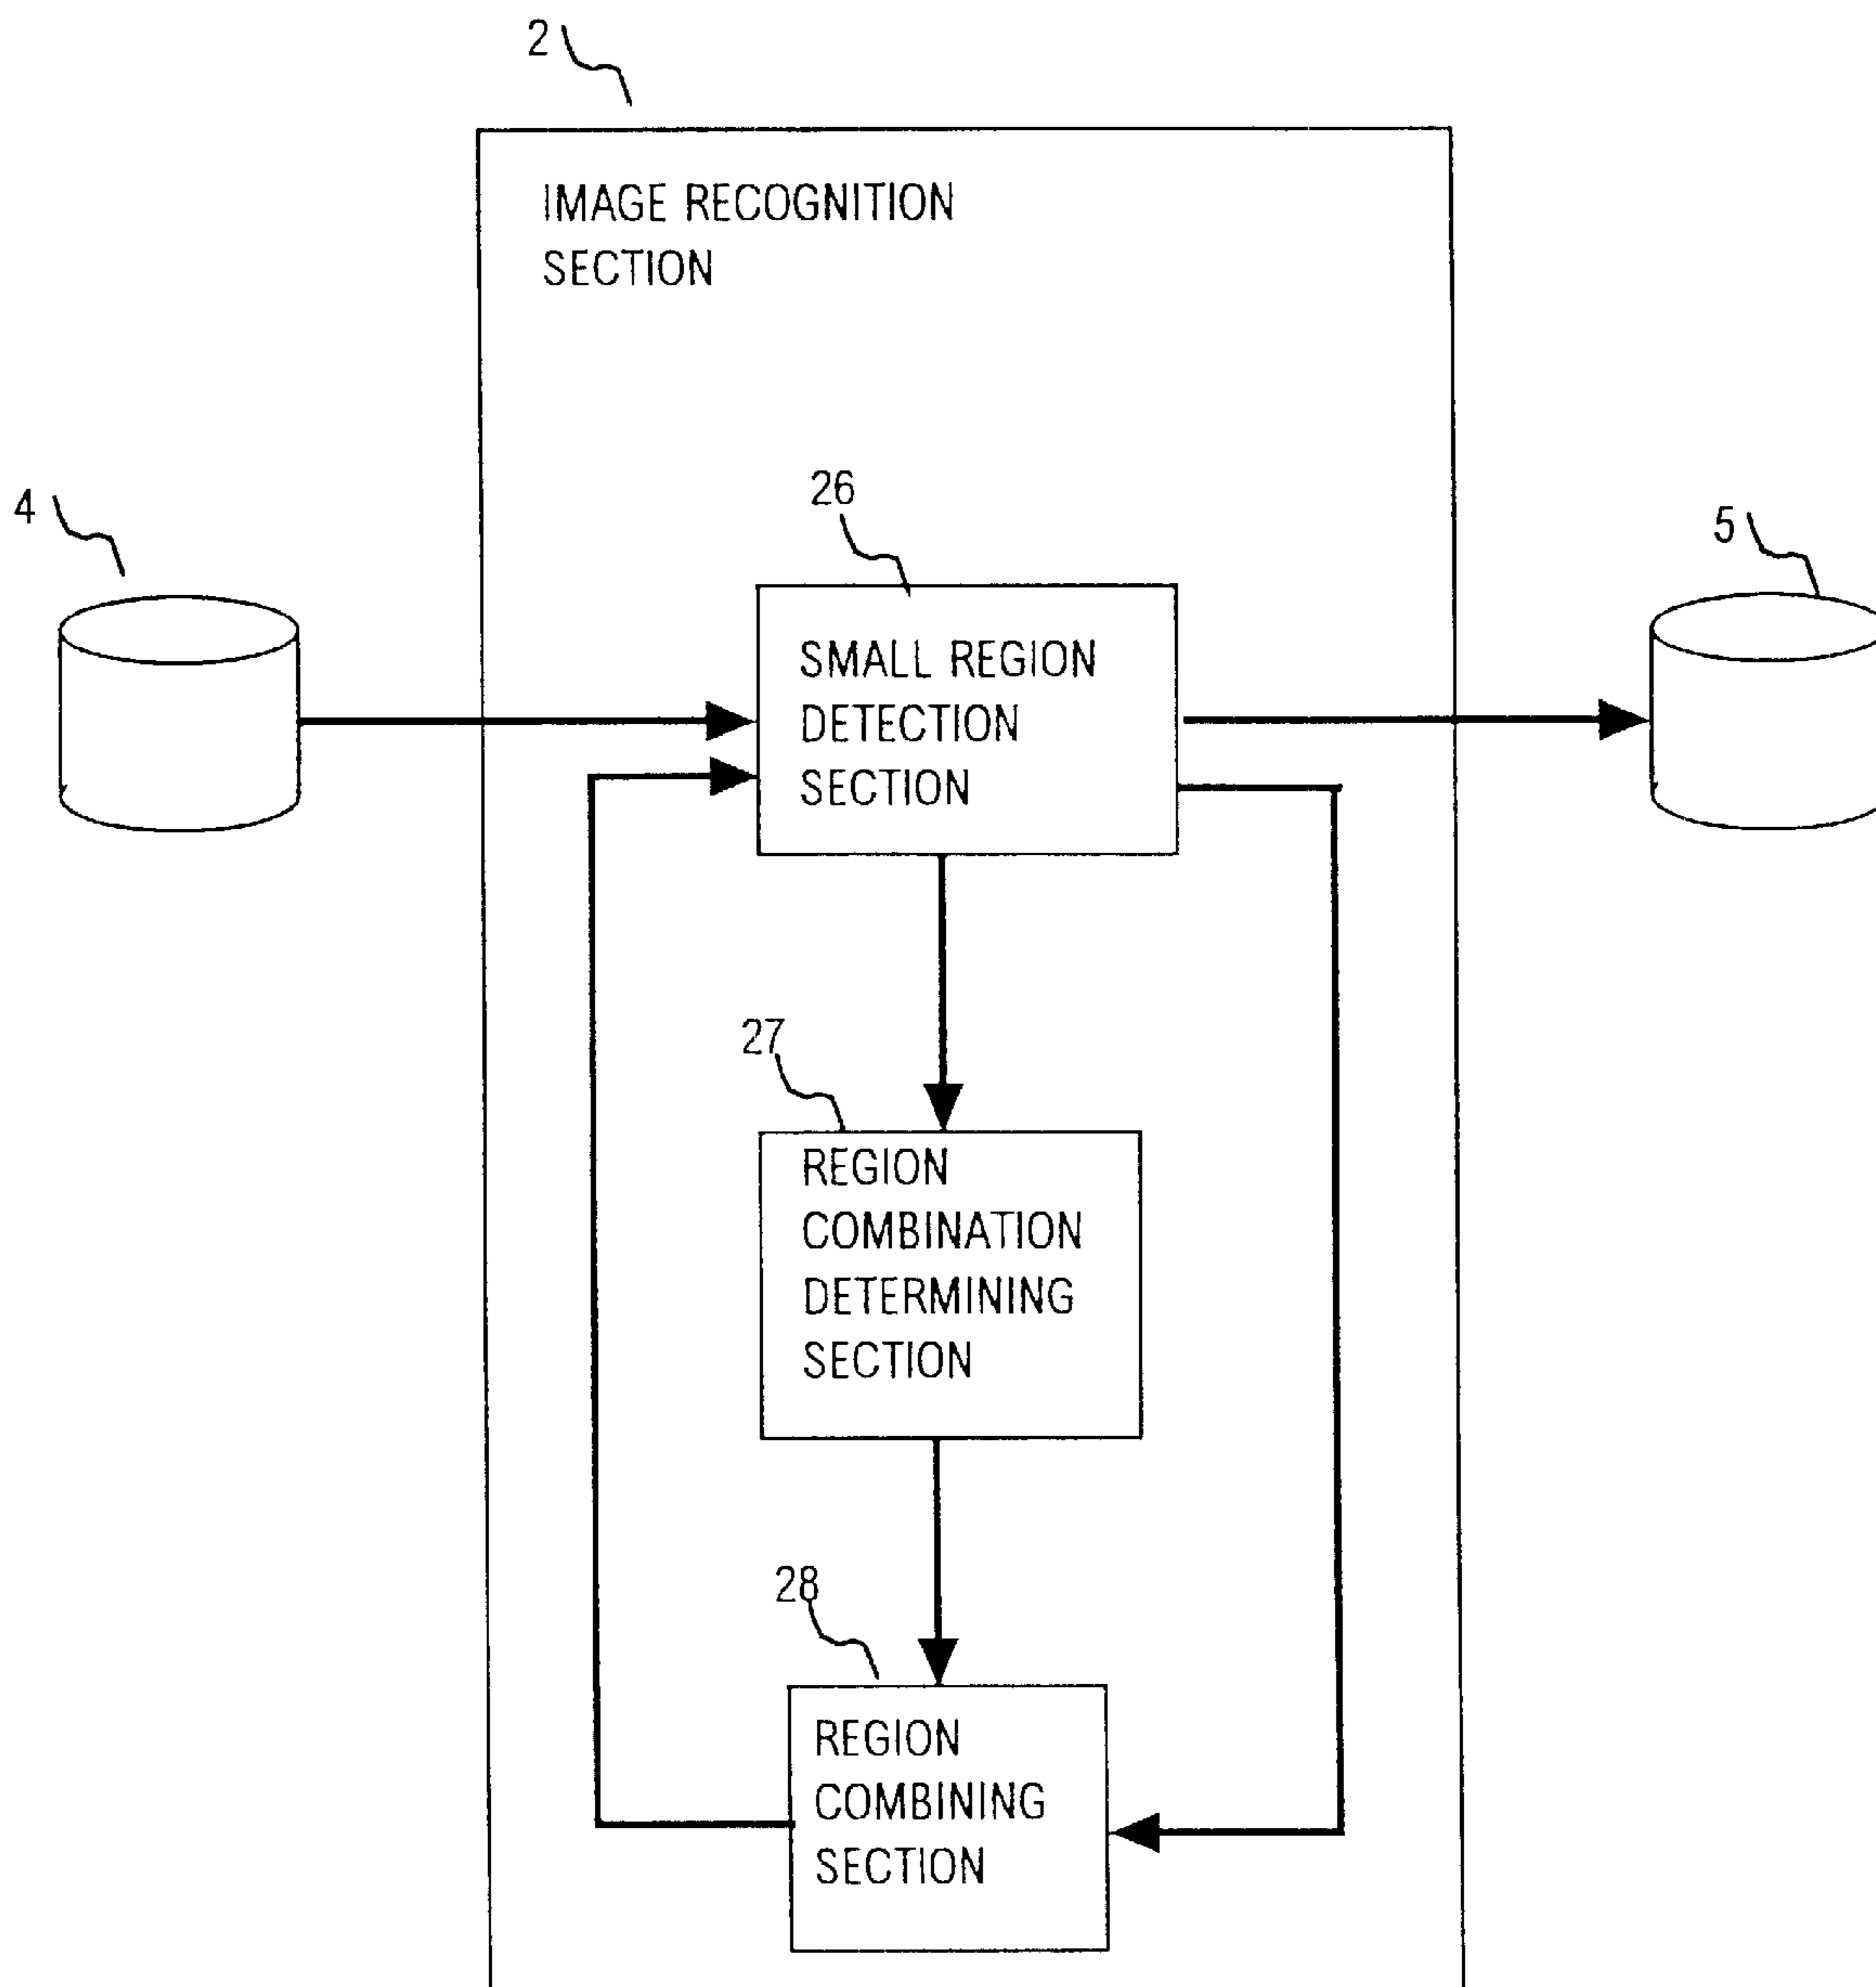 2
IMAGE RECOGNITION
SECTION
4
26
5
SMALL REGION
DETECTION
SECTION
27
REGION
COMBINATION
DETERMINING
SECTION
28
REGION
COMBINING
SECTION